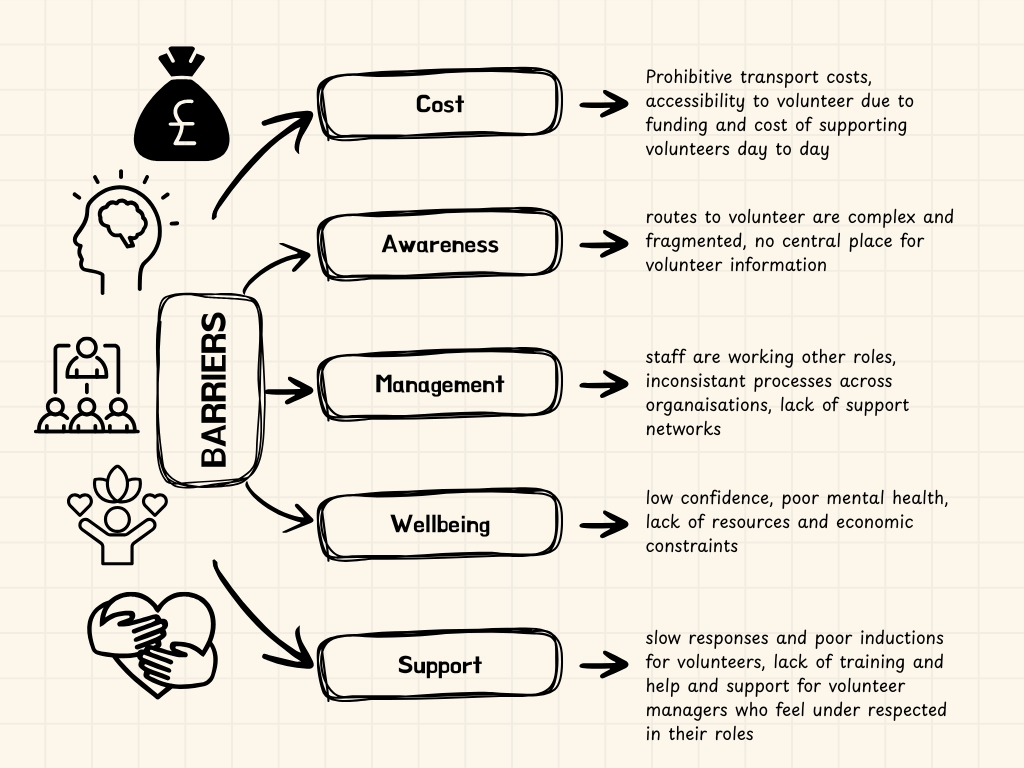 £
BARRIERS
Cost
Prohibitive transport costs,
accessibility to volunteer due to
funding and cost of supporting
volunteers day to day
Awareness
routes to volunteer are complex and
fragmented, no central place for
volunteer information
Management
staff are working other roles,
inconsistant processes across
organaisations, lack of support
networks
Wellbeing
low confidence, poor mental health,
lack of resources and economic
constraints
Support
slow responses and poor inductions
for volunteers, lack of training and
help and support for volunteer
managers who feel under respected
in their roles